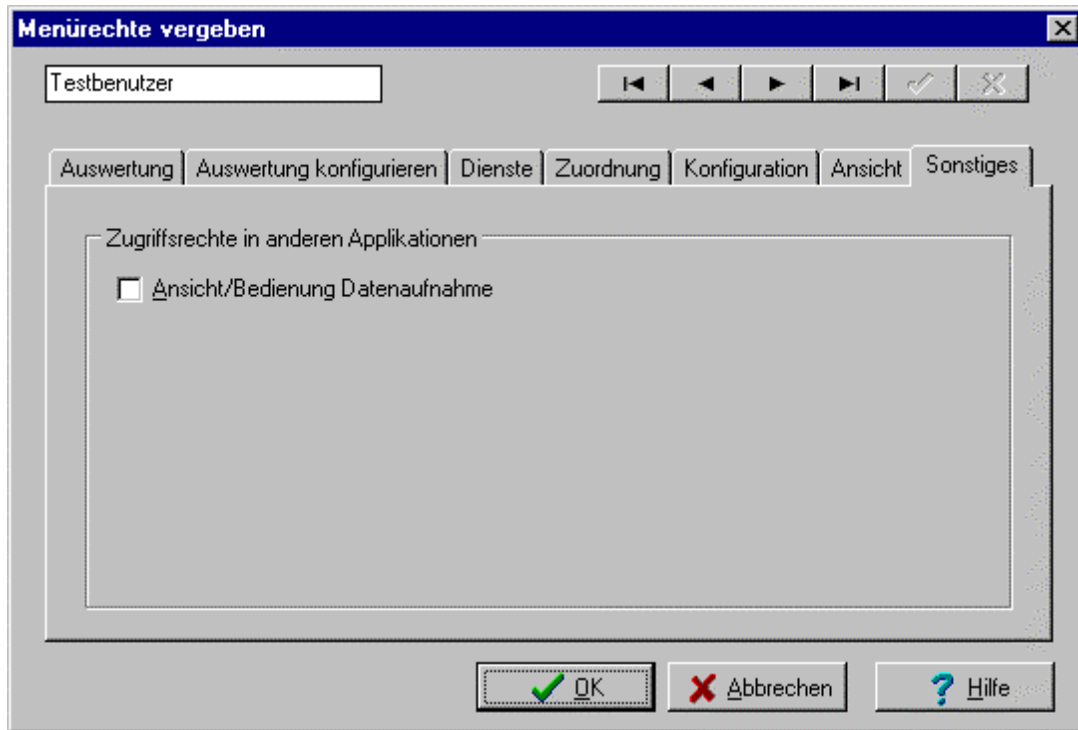 Menürechte vergeben
Testbenutzer
Auswertung Auswertung konfigurieren Dienste Zuordnung Konfiguration Ansicht Sonstiges
Zugriffsrechte in anderen Applikationen
Ansicht/Bedienung Datenaufnahme
OK Abbrechen ? Hilfe